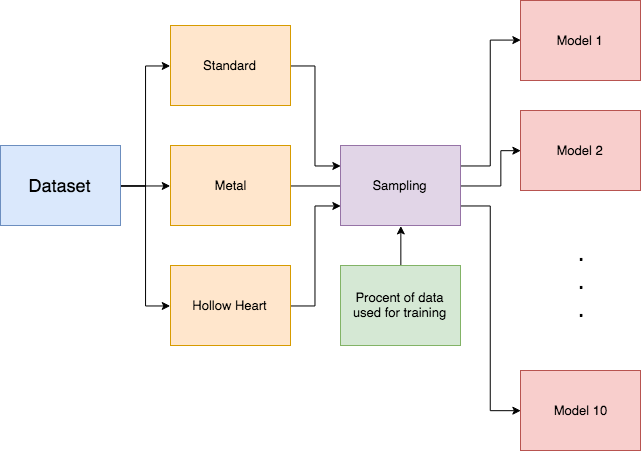 Dataset
Standard
Metal
Hollow Heart
Sampling
Procent of data
used for training
Model 1
Model 2
.
.
.
Model 10